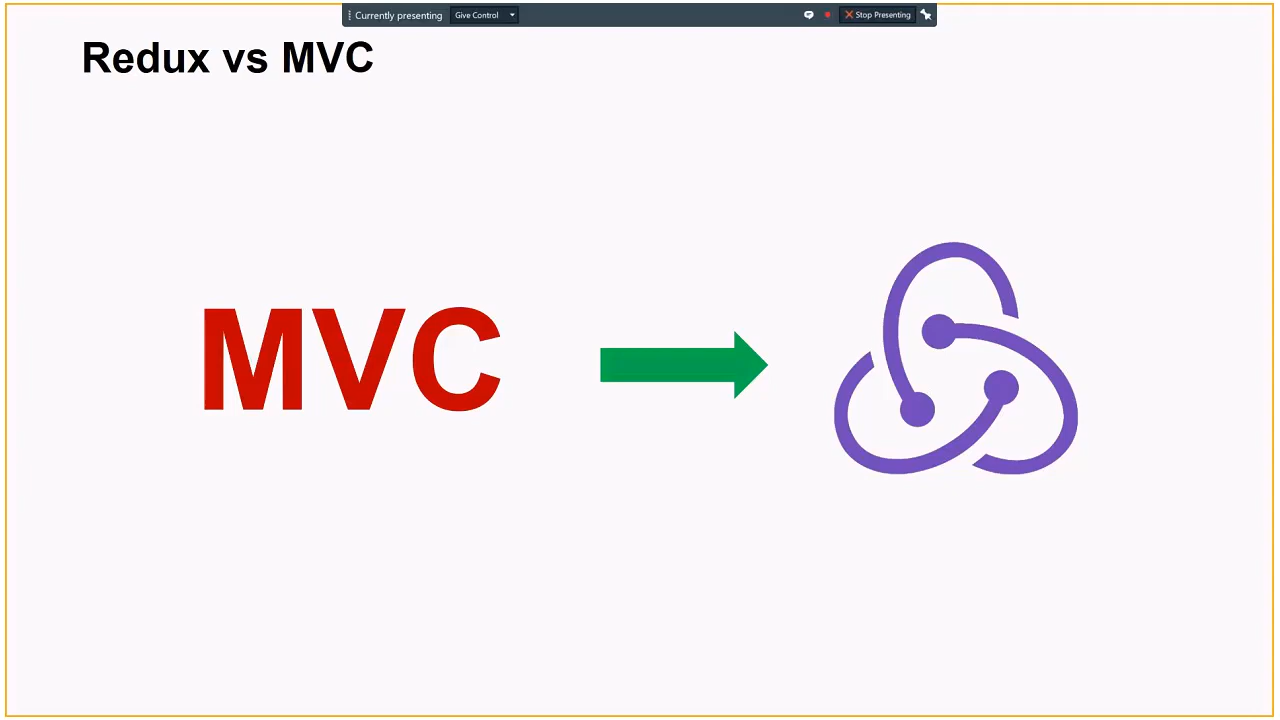 Currently presenting Give Control Stop Presenting
Redux vs MVC
MVC